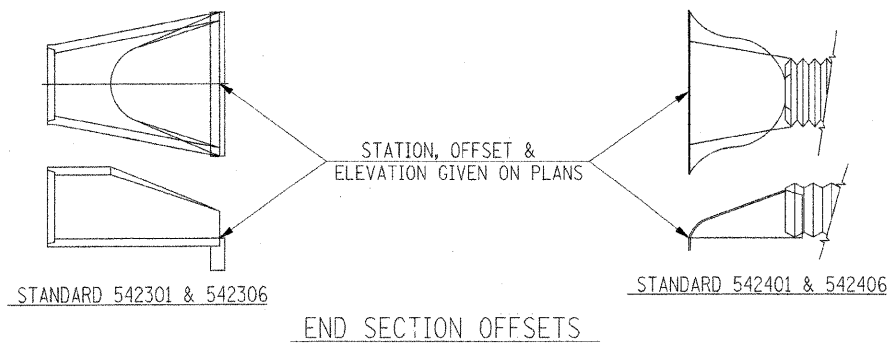 STATION, OFFSET &
ELEVATION GIVEN ON PLANS
STANDARD 542301 & 542306
STANDARD 542401 & 542406
END SECTION OFFSETS